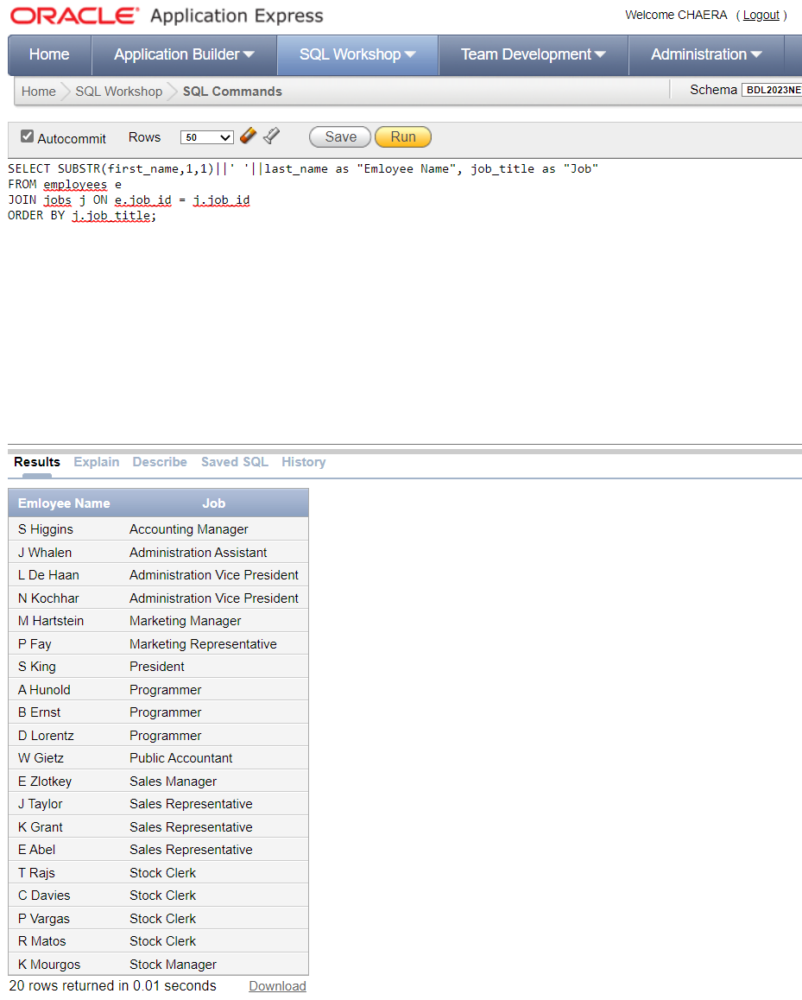 ORACLE Application Express
Welcome CHAERA ( Logout )
Home Application Builder SQL Workshop Team Development Administration
Home SQL Workshop SQL Commands Schema BDL2023NE
Autocommit Rows 50 Save Run
SELECT SUBSTR(first_name,1,1)||' '||last_name as "Emloyee Name", job_title as "Job"
FROM employees e
JOIN jobs j ON e.job_id = j.job_id
ORDER BY j.job_title;
Results Explain Describe Saved SQL History
Emloyee Name Job
S Higgins Accounting Manager
J Whalen Administration Assistant
L De Haan Administration Vice President
N Kochhar Administration Vice President
M Hartstein Marketing Manager
P Fay Marketing Representative
S King President
A Hunold Programmer
B Ernst Programmer
D Lorentz Programmer
W Gietz Public Accountant
E Zlotkey Sales Manager
J Taylor Sales Representative
K Grant Sales Representative
E Abel Sales Representative
T Rajs Stock Clerk
C Davies Stock Clerk
P Vargas Stock Clerk
R Matos Stock Clerk
K Mourgos Stock Manager
20 rows returned in 0.01 seconds Download